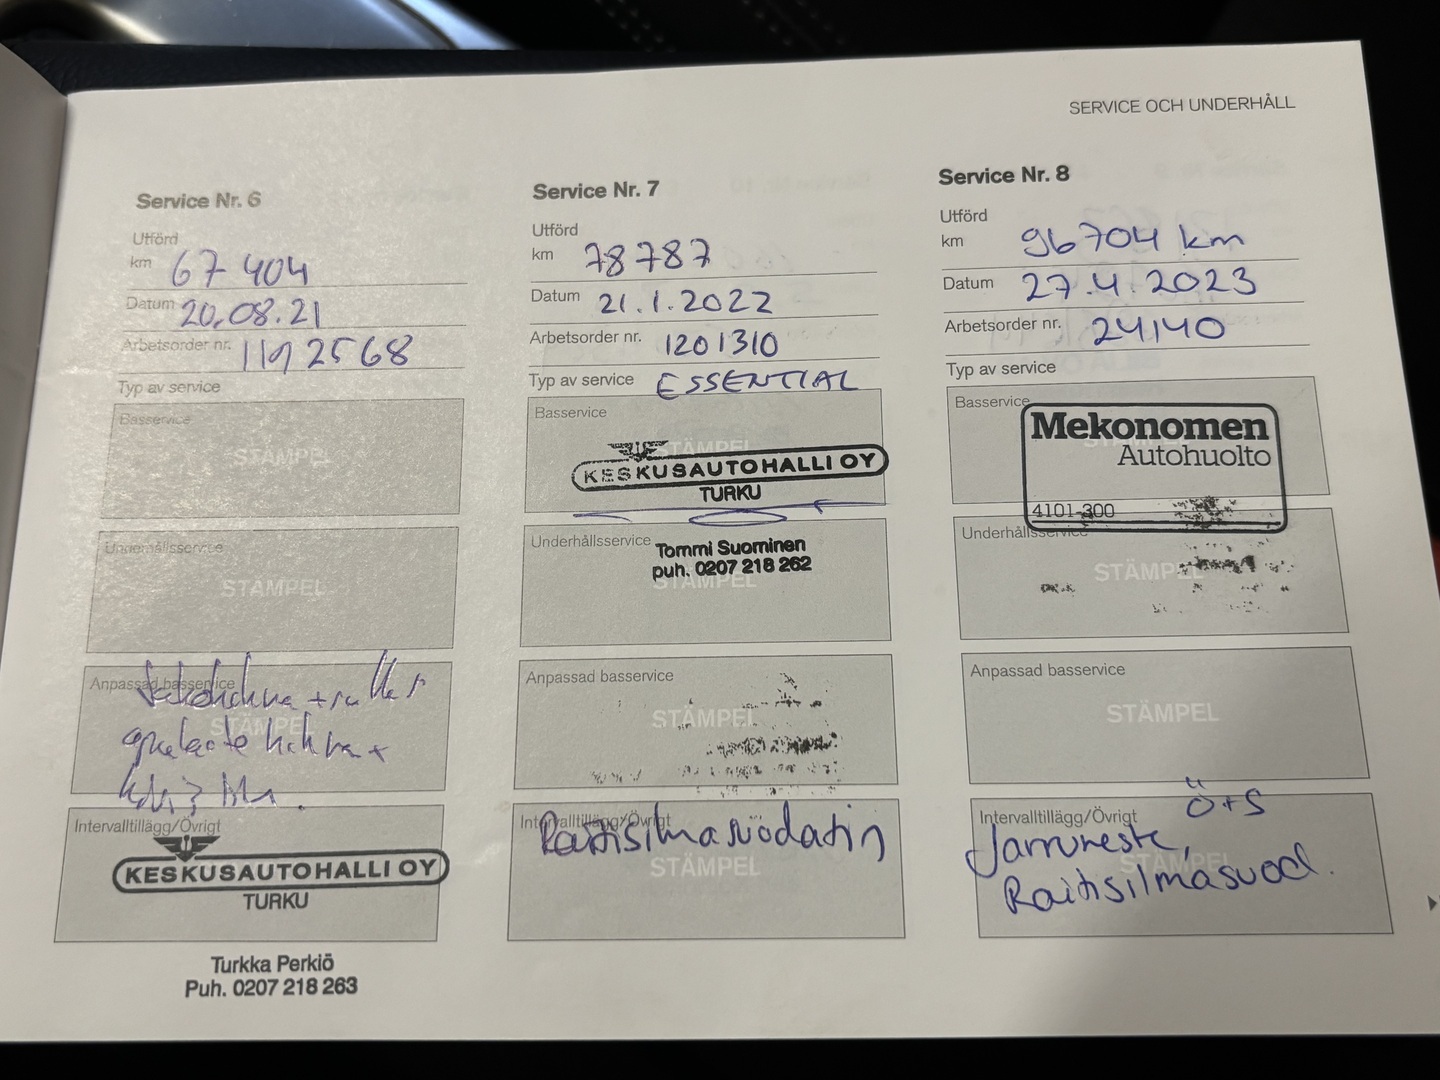 SERVICE OCH UNDERHÅLL
Service Nr. 6
Utförd
km 67 404
Datum 20.08.21
Arbetsorder nr. 1192568
Typ av service
Basservice
STÄMPEL
Underhållsservice
STÄMPEL
Anpassad basservice
STÄMPEL
Intervalltillägg/Övrigt
KESKUSAUTOHALLI OY
TURKU
Turkka Perkiö
Puh. 0207 218 263
Service Nr. 7
Utförd
km 78787
Datum 21.1.2022
Arbetsorder nr. 1201310
Typ av service ESSENTIAL
Basservice
STÄMPEL
KESKUSAUTOHALLI OY
TURKU
Underhållsservice
Tommi Suominen
puh. 0207 218 262
STÄMPEL
Anpassad basservice
STÄMPEL
Intervalltillägg/Övrigt
Raitisilmasuodatin
STÄMPEL
Service Nr. 8
Utförd
km 96704 km
Datum 27.4.2023
Arbetsorder nr. 24140
Typ av service
Basservice
Mekonomen
Autohuolto
4101-300
Underhållsservice
STÄMPEL
Anpassad basservice
STÄMPEL
Ö+S
Intervalltillägg/Övrigt
Jarruneste,
STÄMPEL
Raitisilmasuod.